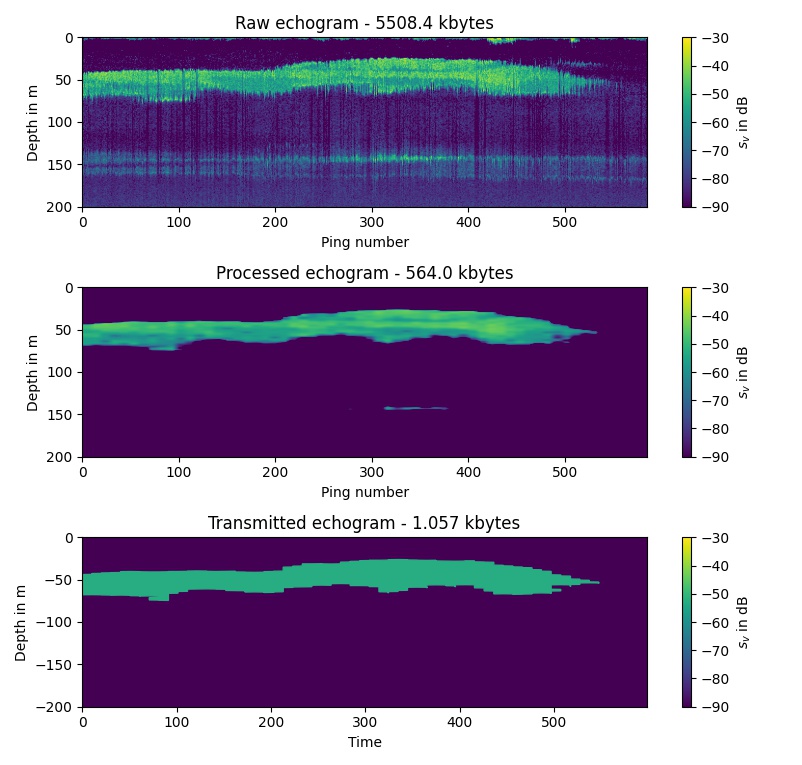 Raw echogram - 5508.4 kbytes
0
50
100
150
200
Depth in m
0 100 200 300 400 500
Ping number
−30
−40
−50
−60
−70
−80
−90
sv in dB
Processed echogram - 564.0 kbytes
0
50
100
150
200
Depth in m
0 100 200 300 400 500
Ping number
−30
−40
−50
−60
−70
−80
−90
sv in dB
Transmitted echogram - 1.057 kbytes
0
−50
−100
−150
−200
Depth in m
0 100 200 300 400 500
Time
−30
−40
−50
−60
−70
−80
−90
sv in dB